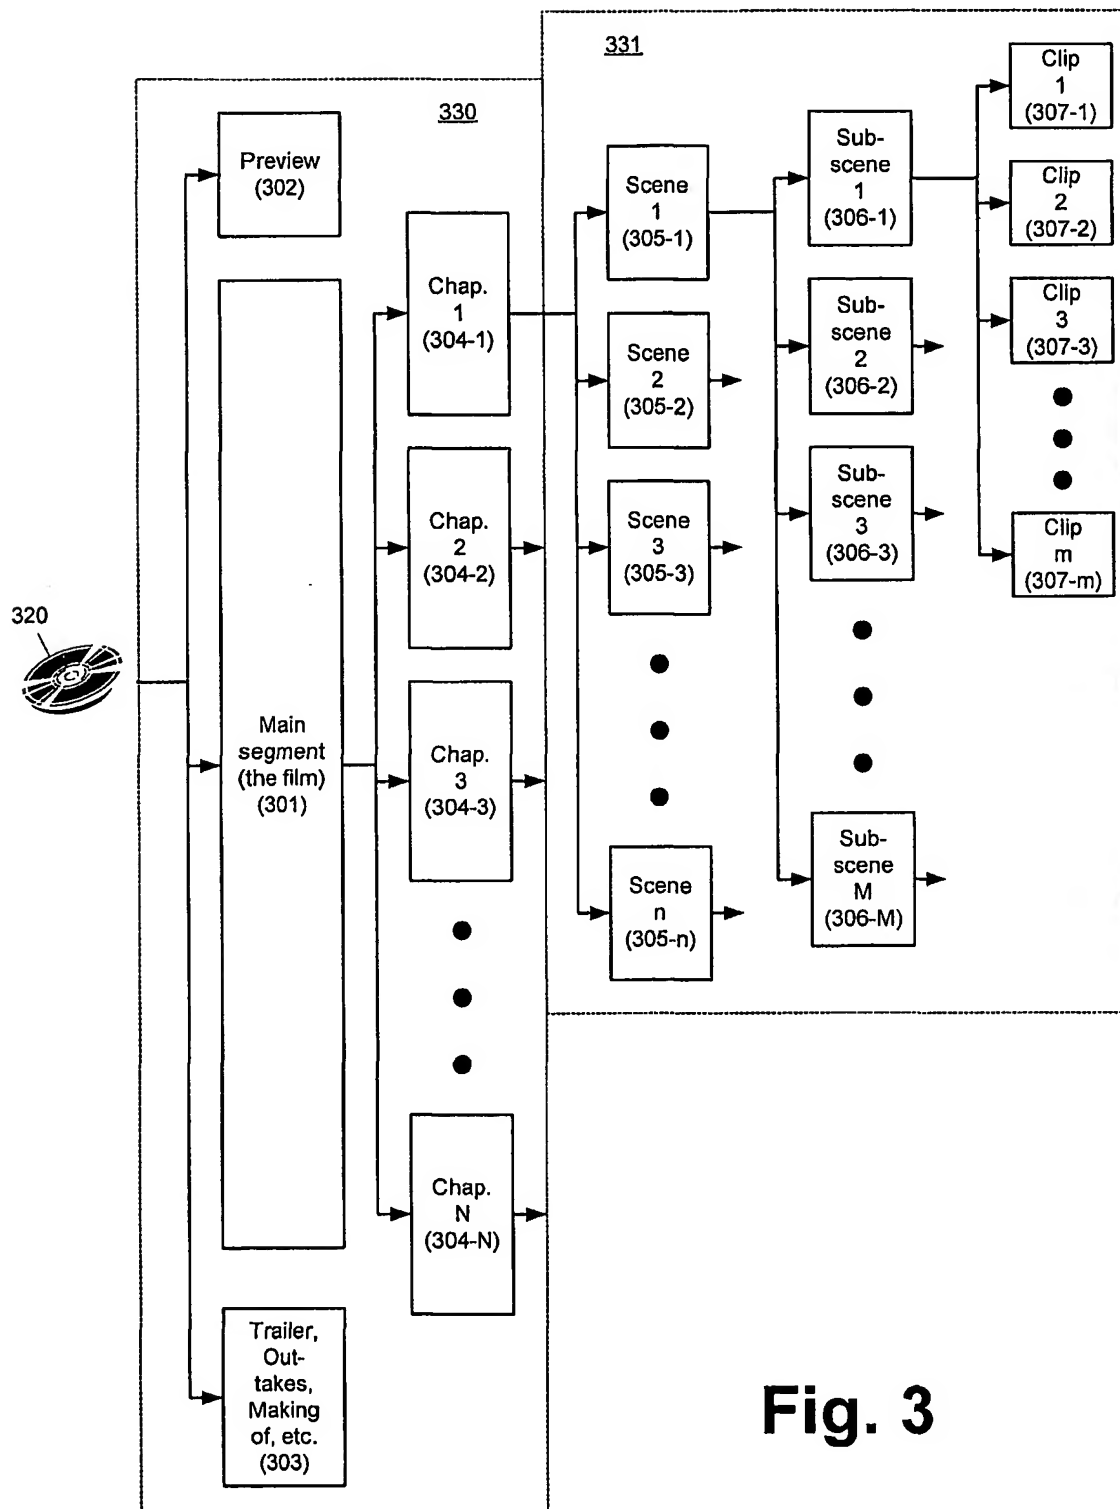 331
330
320
Preview
(302)
Main
segment
(the film)
(301)
Trailer,
Out-
takes,
Making
of, etc.
(303)
Chap.
1
(304-1)
Chap.
2
(304-2)
Chap.
3
(304-3)
Chap.
N
(304-N)
Scene
1
(305-1)
Scene
2
(305-2)
Scene
3
(305-3)
Scene
n
(305-n)
Sub-
scene
1
(306-1)
Sub-
scene
2
(306-2)
Sub-
scene
3
(306-3)
Sub-
scene
M
(306-M)
Clip
1
(307-1)
Clip
2
(307-2)
Clip
3
(307-3)
Clip
m
(307-m)
Fig. 3